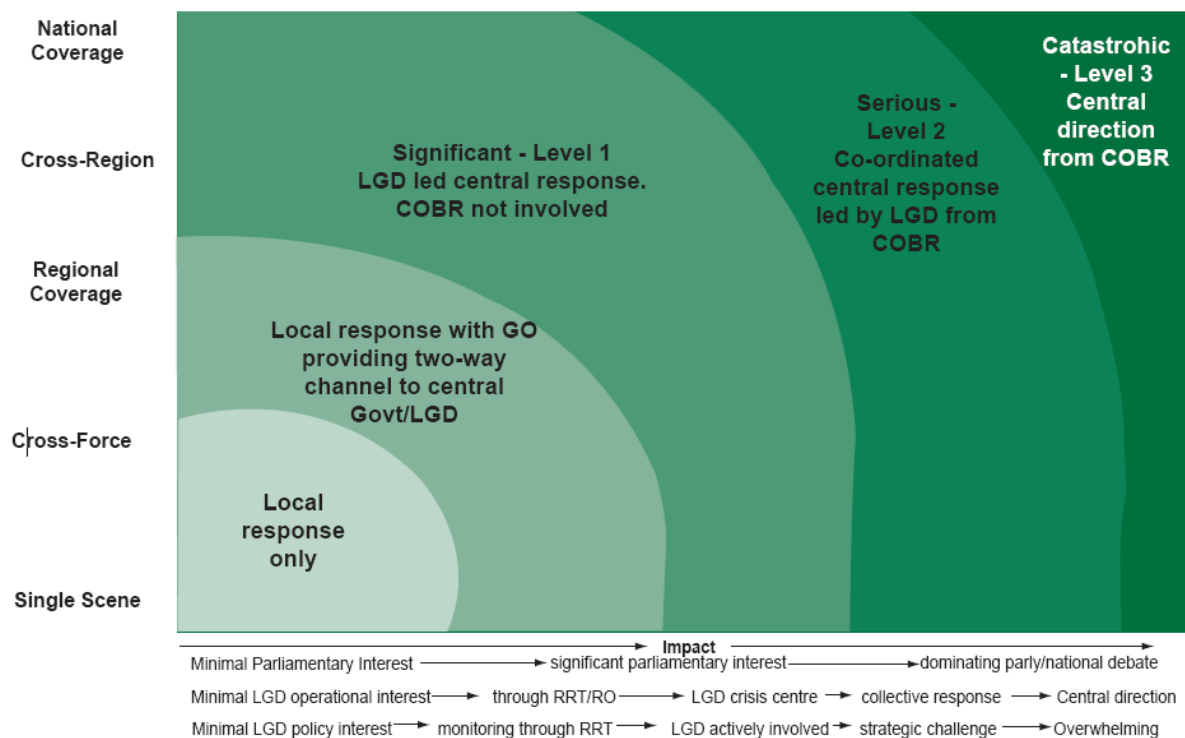 National
Coverage
Catastrohic
- Level 3
Central
direction
from COBR
Serious -
Level 2
Co-ordinated
central response
led by LGD from
COBR
Cross-Region
Significant - Level 1
LGD led central response.
COBR not involved
Regional
Coverage
Local response with GO
providing two-way
channel to central
Govt/LGD
Cross-Force
Local
response
only
Single Scene
Impact
Minimal Parliamentary Interest significant parliamentary interest dominating parly/national debate
Minimal LGD operational interest through RRT/RO LGD crisis centre collective response Central direction
Minimal LGD policy interest monitoring through RRT LGD actively involved strategic challenge Overwhelming